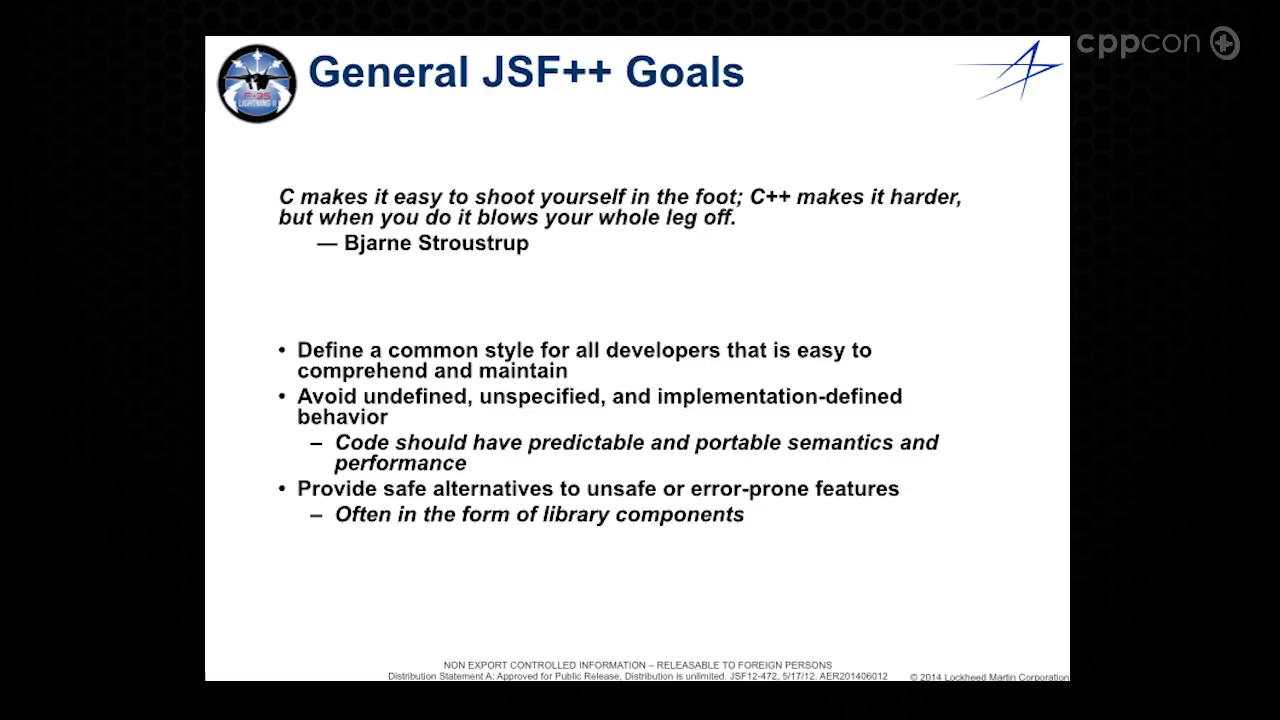 cppcon
General JSF++ Goals
F-35
LIGHTNING II
C makes it easy to shoot yourself in the foot; C++ makes it harder,
but when you do it blows your whole leg off.
— Bjarne Stroustrup
• Define a common style for all developers that is easy to
comprehend and maintain
• Avoid undefined, unspecified, and implementation-defined
behavior
– Code should have predictable and portable semantics and
performance
• Provide safe alternatives to unsafe or error-prone features
– Often in the form of library components
NON EXPORT CONTROLLED INFORMATION – RELEASABLE TO FOREIGN PERSONS
Distribution Statement A: Approved for Public Release, Distribution is unlimited. JSF12-472, 5/17/12. AER201406012
© 2014 Lockheed Martin Corporation